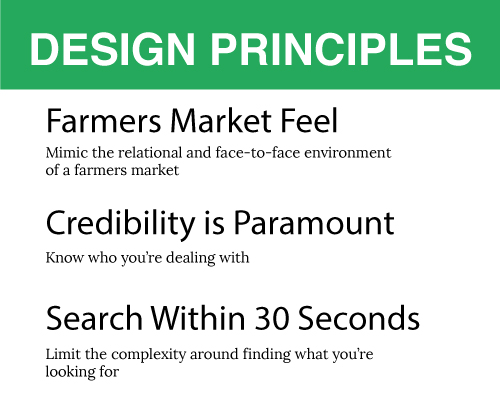 DESIGN PRINCIPLES
Farmers Market Feel
Mimic the relational and face-to-face environment
of a farmers market
Credibility is Paramount
Know who you’re dealing with
Search Within 30 Seconds
Limit the complexity around finding what you’re
looking for